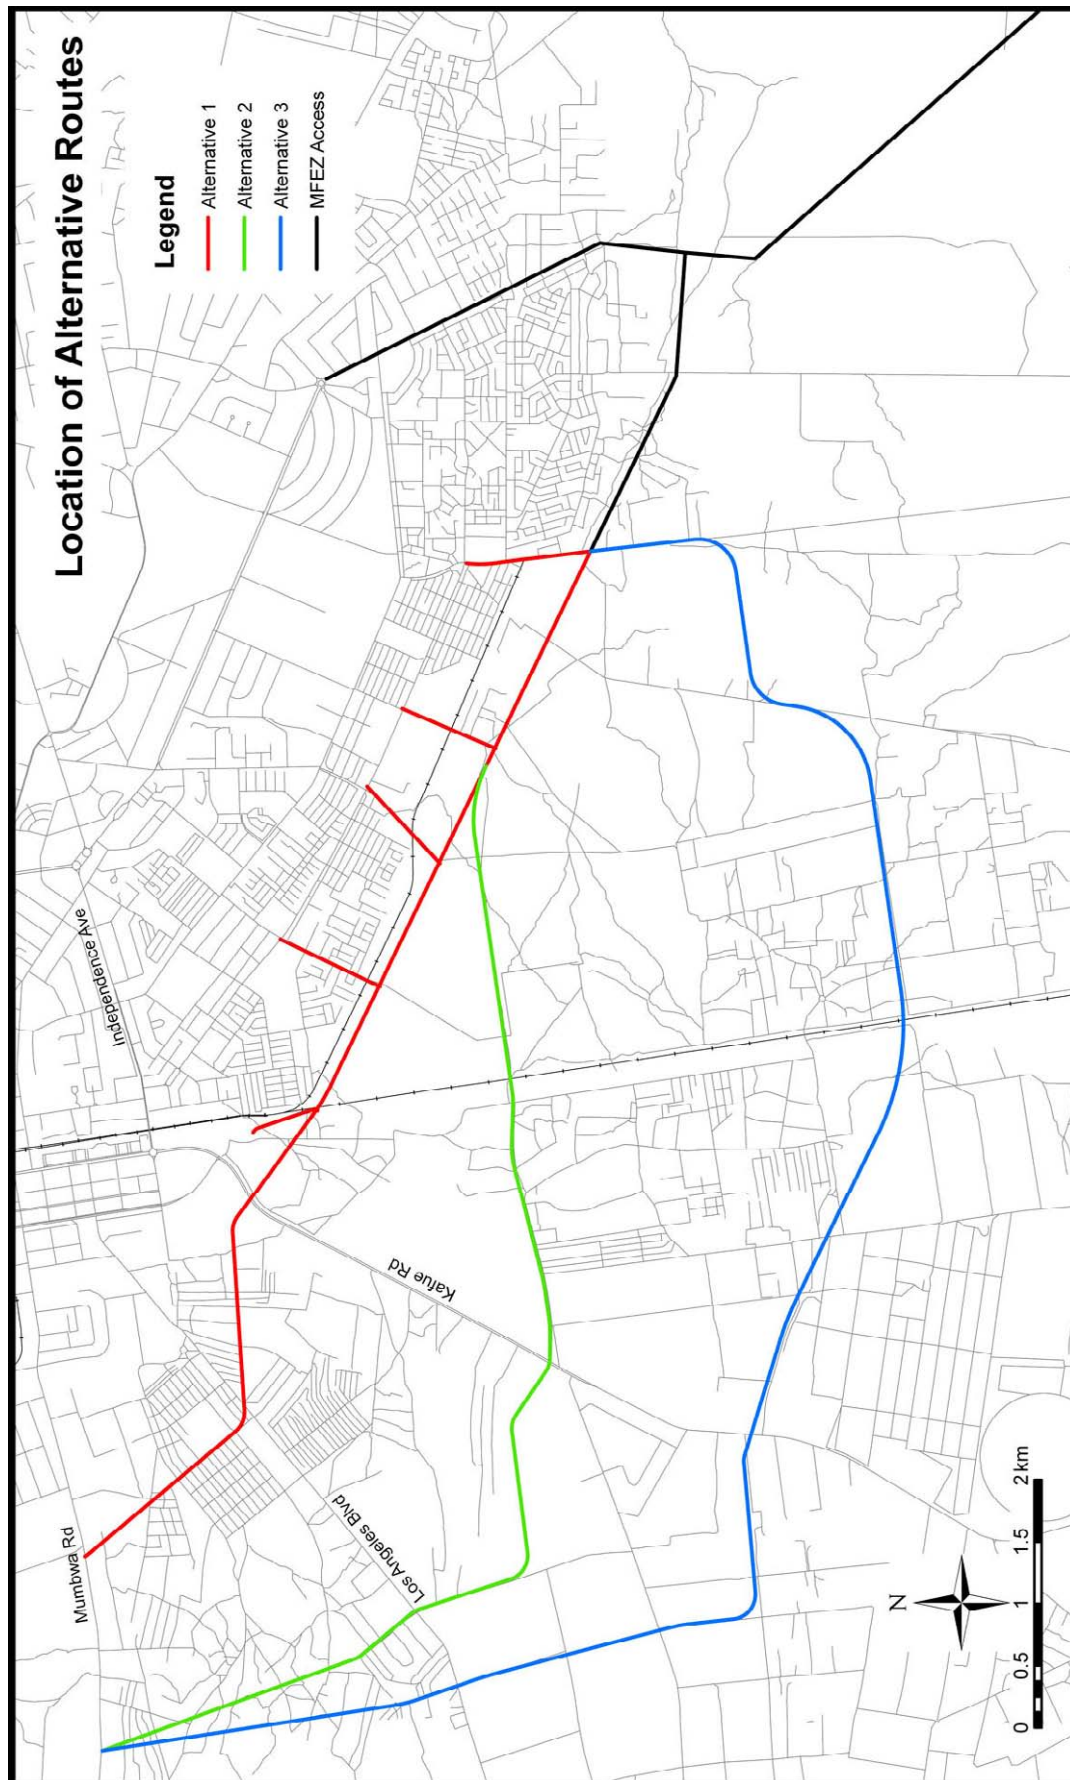 Location of Alternative Routes
Legend
Alternative 1
Alternative 2
Alternative 3
MFEZ Access
Independence Ave
Mumbwa Rd
Kafue Rd
Los Angeles Blvd
N
0 0.5 1 1.5 2 km